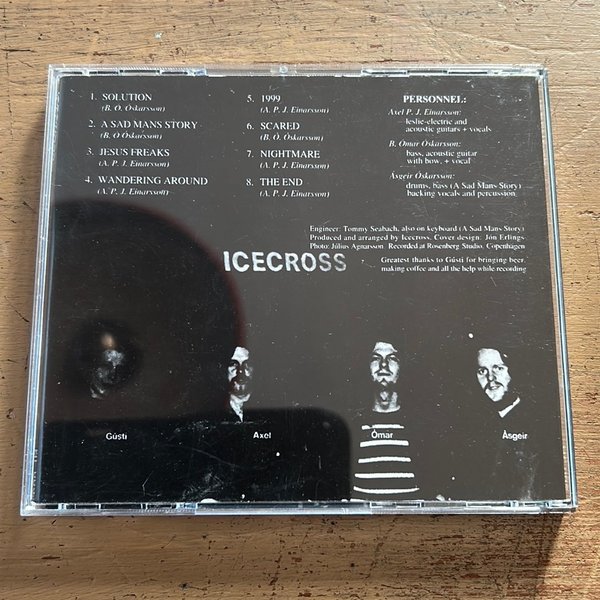 1. SOLUTION
(B. O. Oskarsson)
2. A SAD MANS STORY
(B. O Oskarsson)
3. JESUS FREAKS
(A. P. J. Einarsson)
4. WANDERING AROUND
(A. P. J. Einarsson)
5. 1999
(A. P. J. Einarsson)
6. SCARED
(B. O. Oskarsson)
7. NIGHTMARE
(A. P. J. Einarsson)
8. THE END
(A. P. J. Einarsson)
PERSONNEL:
Axel P. J. Einarsson:
leslie-electric and
acoustic guitars + vocals
B. Omar Oskarsson:
bass, acoustic guitar
with bow, + vocal
Ásgeir Oskarsson:
drums, bass (A Sad Mans Story)
backing vocals and percussion
Engineer: Tommy Seabach, also on keyboard (A Sad Mans Story)
Produced and arranged by Icecross. Cover design: Jón Erlings
Photo: Július Agnarsson. Recorded at Rosenberg Studio, Copenhagen
Greatest thanks to Gústi for bringing beer,
making coffee and all the help while recording
ICECROSS
Gústi
Axel
Ómar
Ásgeir